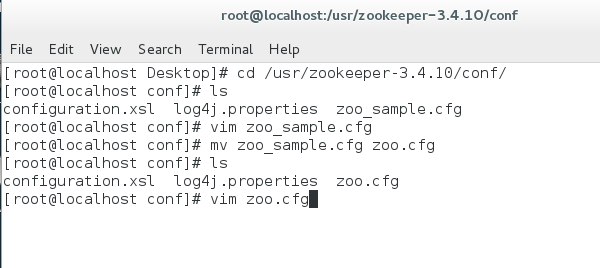 root@localhost:/usr/zookeeper-3.4.10/conf
File Edit View Search Terminal Help
[root@localhost Desktop]# cd /usr/zookeeper-3.4.10/conf/
[root@localhost conf]# ls
configuration.xsl  log4j.properties  zoo_sample.cfg
[root@localhost conf]# vim zoo_sample.cfg
[root@localhost conf]# mv zoo_sample.cfg zoo.cfg
[root@localhost conf]# ls
configuration.xsl  log4j.properties  zoo.cfg
[root@localhost conf]# vim zoo.cfg